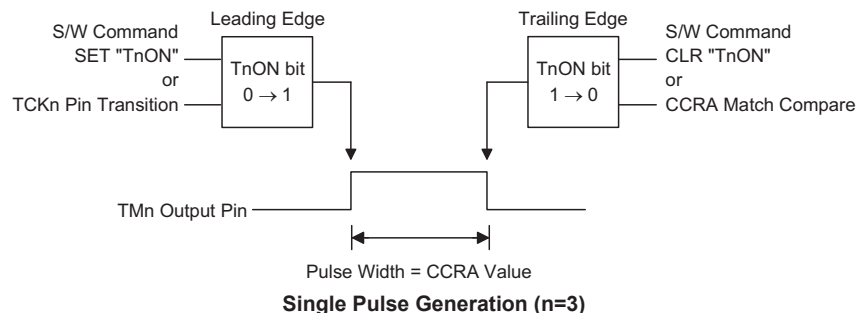 Leading Edge
S/W Command
SET "TnON"
or
TCKn Pin Transition
TnON bit
0 → 1
Trailing Edge
TnON bit
1 → 0
S/W Command
CLR "TnON"
or
CCRA Match Compare
TMn Output Pin
Pulse Width = CCRA Value
Single Pulse Generation (n=3)